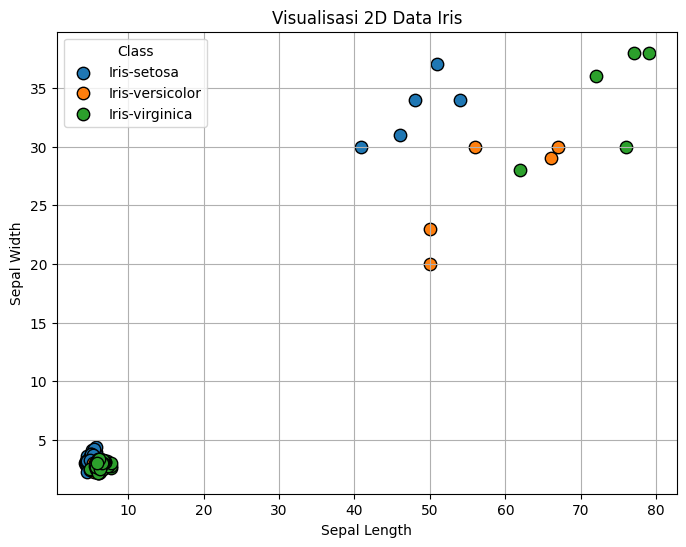 Visualisasi 2D Data Iris
Class
Iris-setosa
Iris-versicolor
Iris-virginica
Sepal Width
35
30
25
20
15
10
5
10 20 30 40 50 60 70 80
Sepal Length